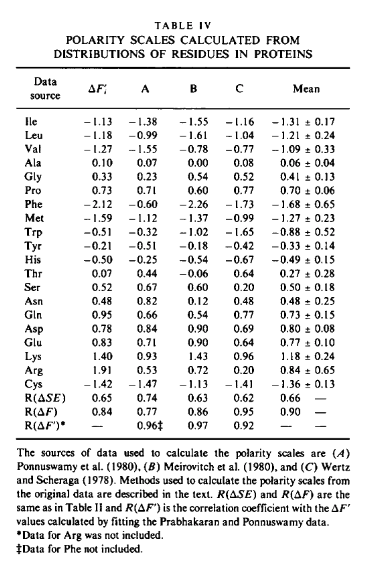 TABLE IV
POLARITY SCALES CALCULATED FROM
DISTRIBUTIONS OF RESIDUES IN PROTEINS
Data source ΔF′ᵢ A B C Mean
Ile −1.13 −1.38 −1.55 −1.16 −1.31 ± 0.17
Leu −1.18 −0.99 −1.61 −1.04 −1.21 ± 0.24
Val −1.27 −1.55 −0.78 −0.77 −1.09 ± 0.33
Ala 0.10 0.07 0.00 0.08 0.06 ± 0.04
Gly 0.33 0.23 0.54 0.52 0.41 ± 0.13
Pro 0.73 0.71 0.60 0.77 0.70 ± 0.06
Phe −2.12 −0.60 −2.26 −1.73 −1.68 ± 0.65
Met −1.59 −1.12 −1.37 −0.99 −1.27 ± 0.23
Trp −0.51 −0.32 −1.02 −1.65 −0.88 ± 0.52
Tyr −0.21 −0.51 −0.18 −0.42 −0.33 ± 0.14
His −0.50 −0.25 −0.54 −0.67 −0.49 ± 0.15
Thr 0.07 0.44 −0.06 0.64 0.27 ± 0.28
Ser 0.52 0.67 0.60 0.20 0.50 ± 0.18
Asn 0.48 0.82 0.12 0.48 0.48 ± 0.25
Gln 0.95 0.66 0.54 0.77 0.73 ± 0.15
Asp 0.78 0.84 0.90 0.69 0.80 ± 0.08
Glu 0.83 0.71 0.90 0.64 0.77 ± 0.10
Lys 1.40 0.93 1.43 0.96 1.18 ± 0.24
Arg 1.91 0.53 0.72 0.20 0.84 ± 0.65
Cys −1.42 −1.47 −1.13 −1.41 −1.36 ± 0.13
R(ΔSE) 0.65 0.74 0.63 0.62 0.66 —
R(ΔF) 0.84 0.77 0.86 0.95 0.90 —
R(ΔF′)* — 0.96‡ 0.97 0.92 — —
The sources of data used to calculate the polarity scales are (A)
Ponnuswamy et al. (1980), (B) Meirovitch et al. (1980), and (C) Wertz
and Scheraga (1978). Methods used to calculate the polarity scales from
the original data are described in the text. R(ΔSE) and R(ΔF) are the
same as in Table II and R(ΔF′) is the correlation coefficient with the ΔF′
values calculated by fitting the Prabhakaran and Ponnuswamy data.
*Data for Arg was not included.
‡Data for Phe not included.